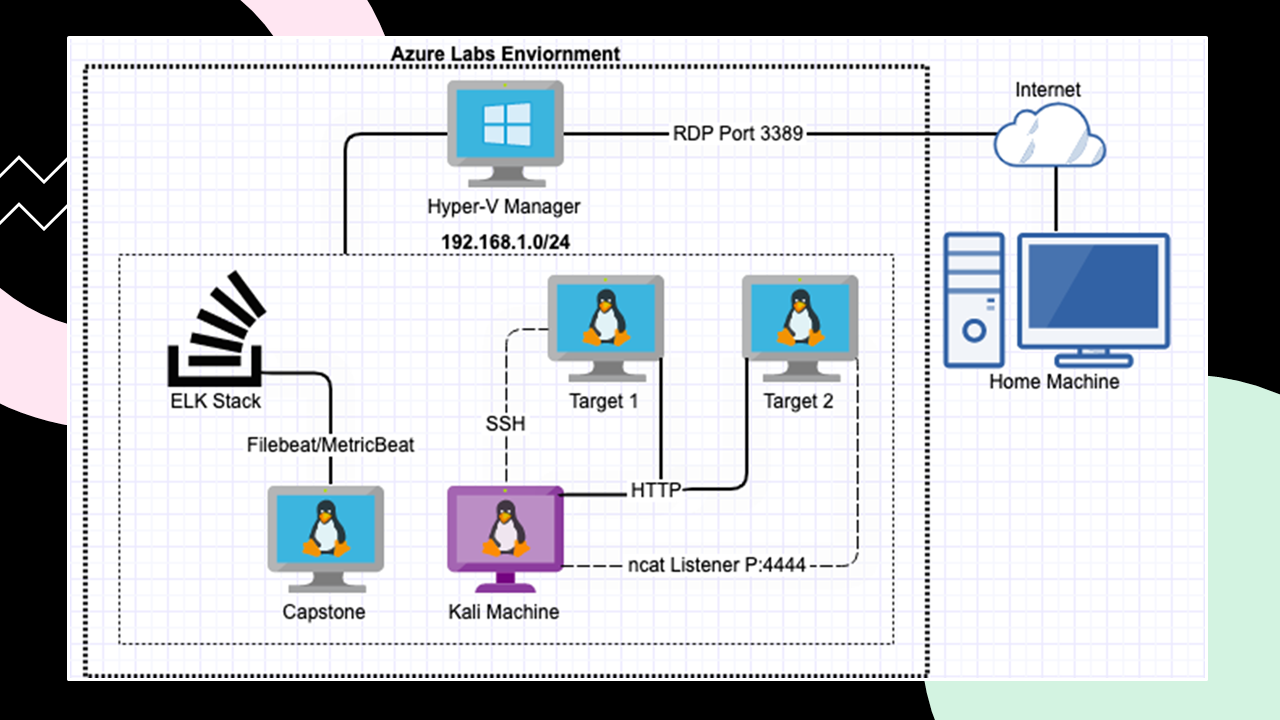 Azure Labs Enviornment
Internet
RDP Port 3389
Hyper-V Manager
192.168.1.0/24
Home Machine
ELK Stack
Target 1
Target 2
SSH
Filebeat/MetricBeat
HTTP
ncat Listener P:4444
Capstone
Kali Machine